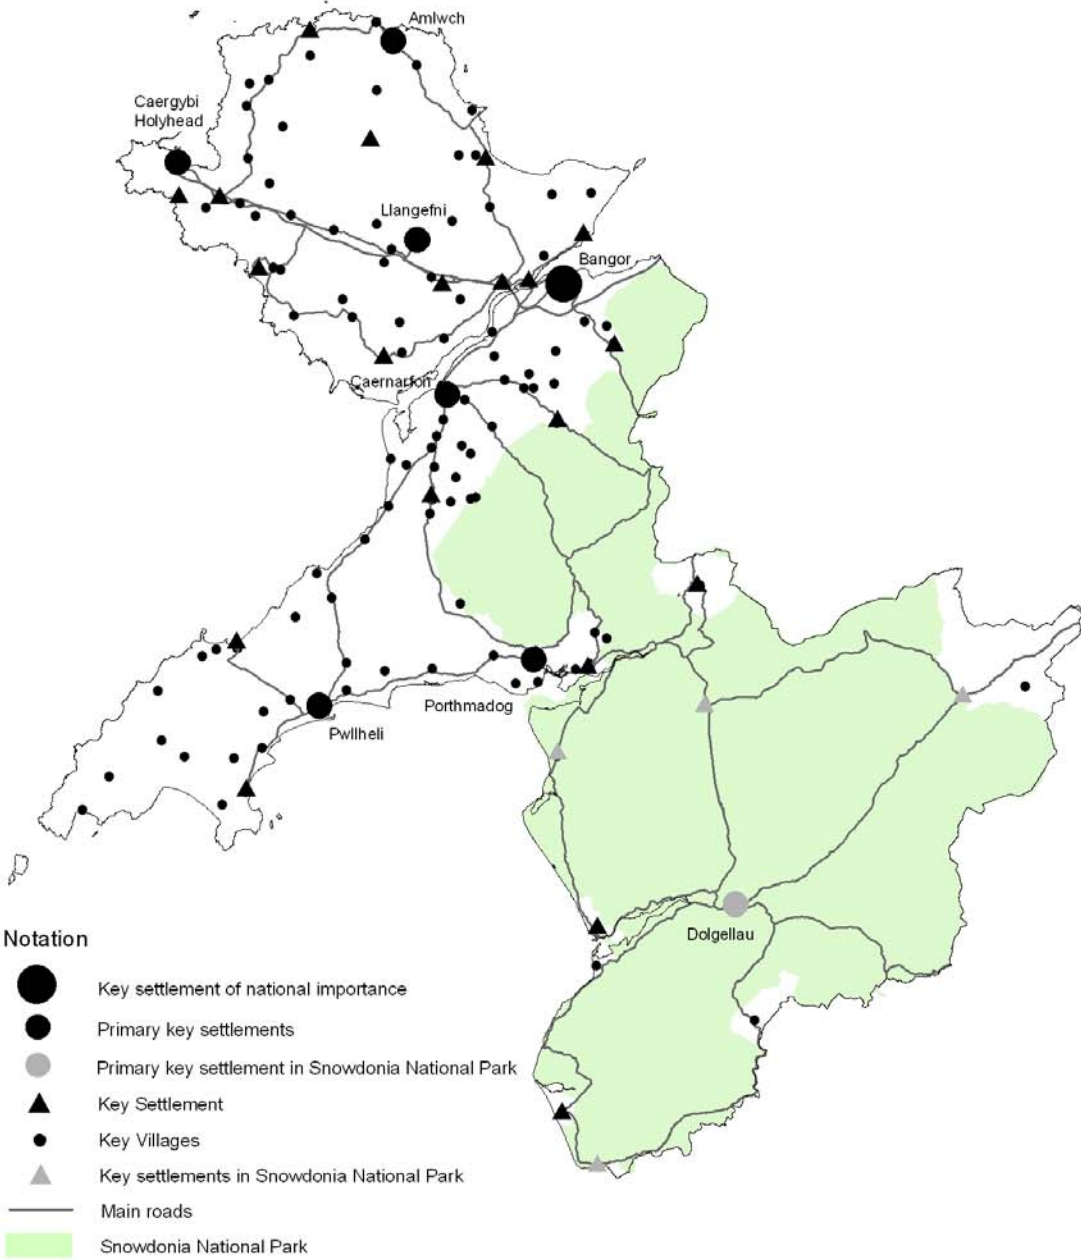 Amlwch
Caergybi
Holyhead
Llangefni
Bangor
Caernarfon
Porthmadog
Pwllheli
Dolgellau
Notation
Key settlement of national importance
Primary key settlements
Primary key settlement in Snowdonia National Park
Key Settlement
Key Villages
Key settlements in Snowdonia National Park
Main roads
Snowdonia National Park